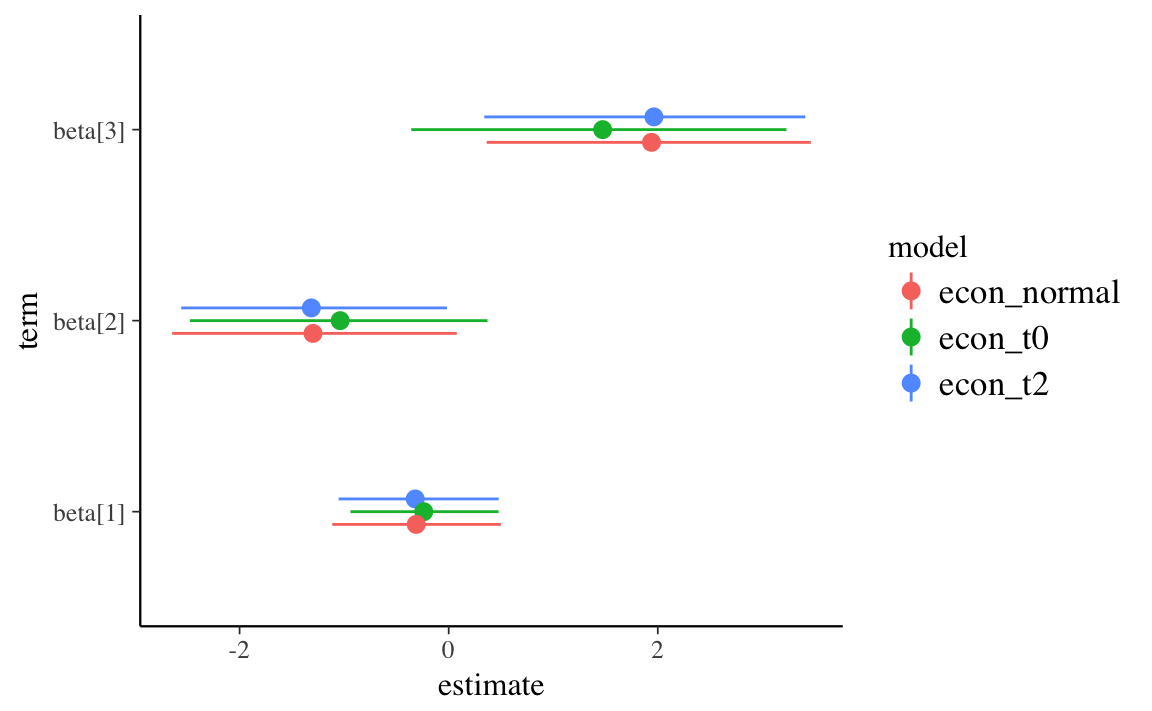 term
beta[3]
beta[2]
beta[1]
-2 0 2
estimate
model
econ_normal
econ_t0
econ_t2